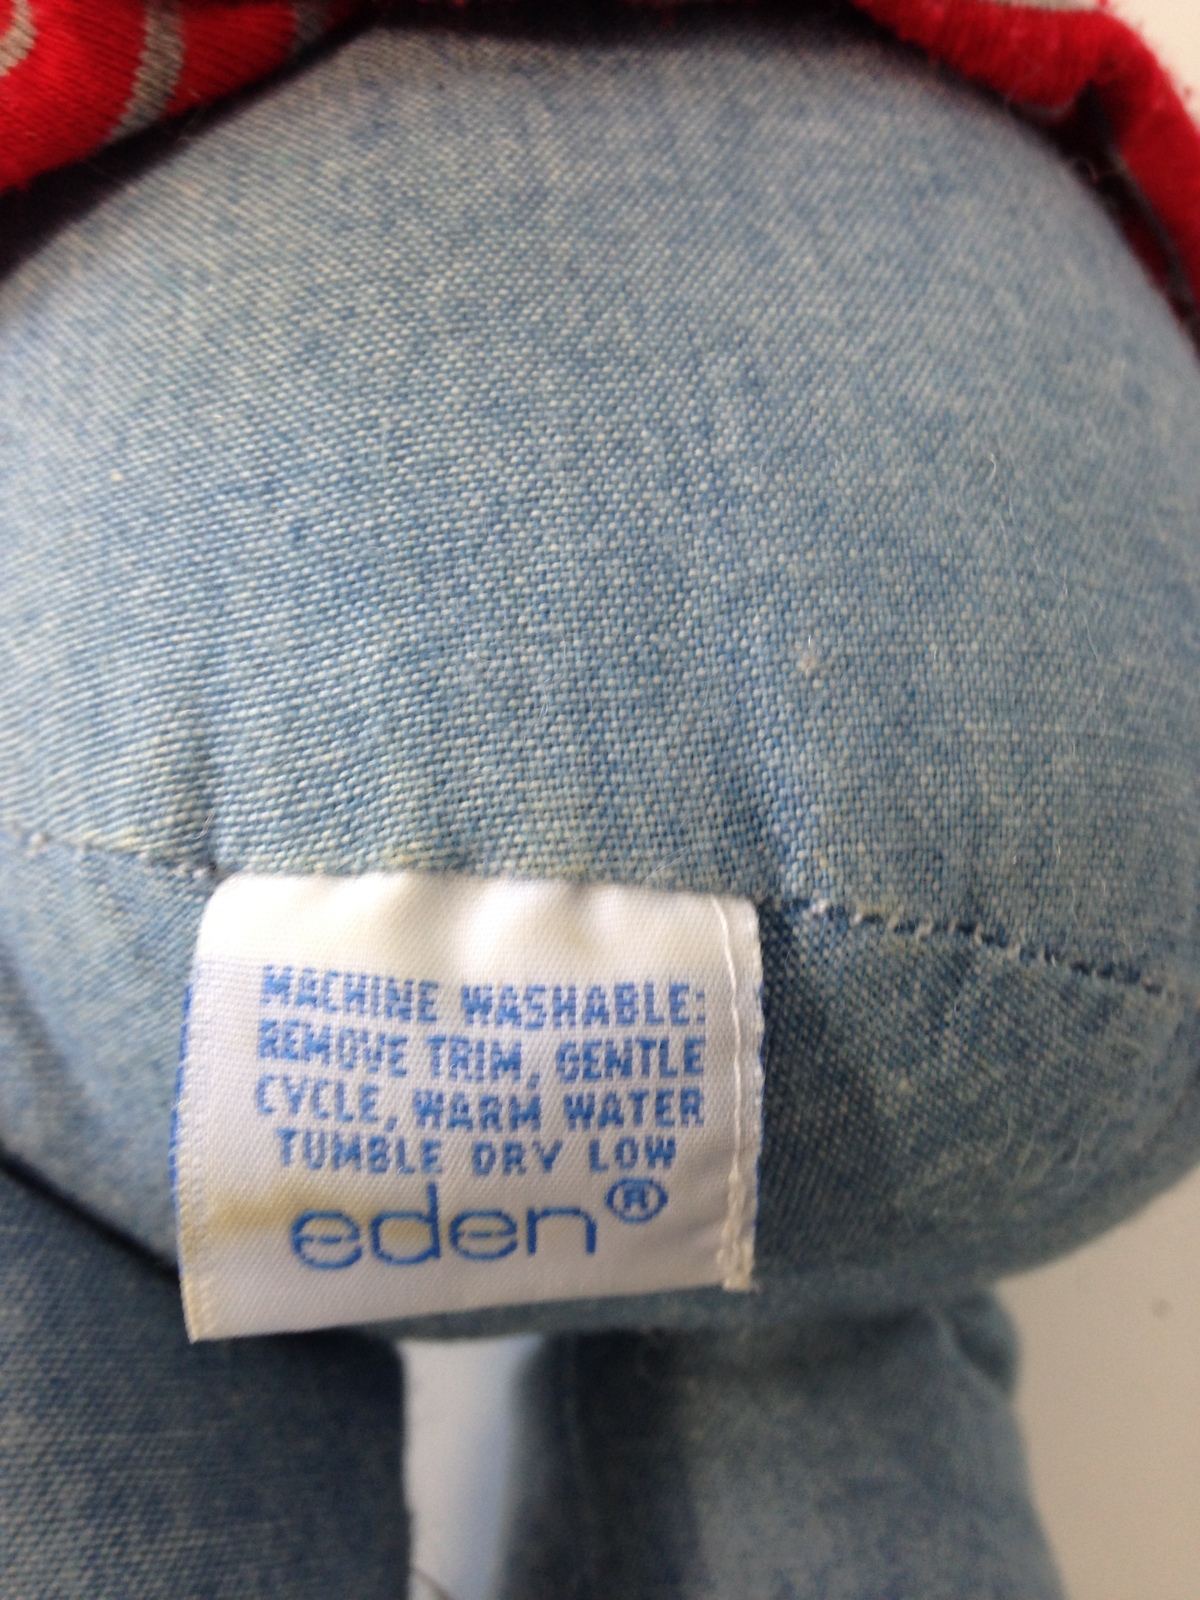 MACHINE WASHABLE:
REMOVE TRIM, GENTLE
CYCLE, WARM WATER
TUMBLE DRY LOW
eden®